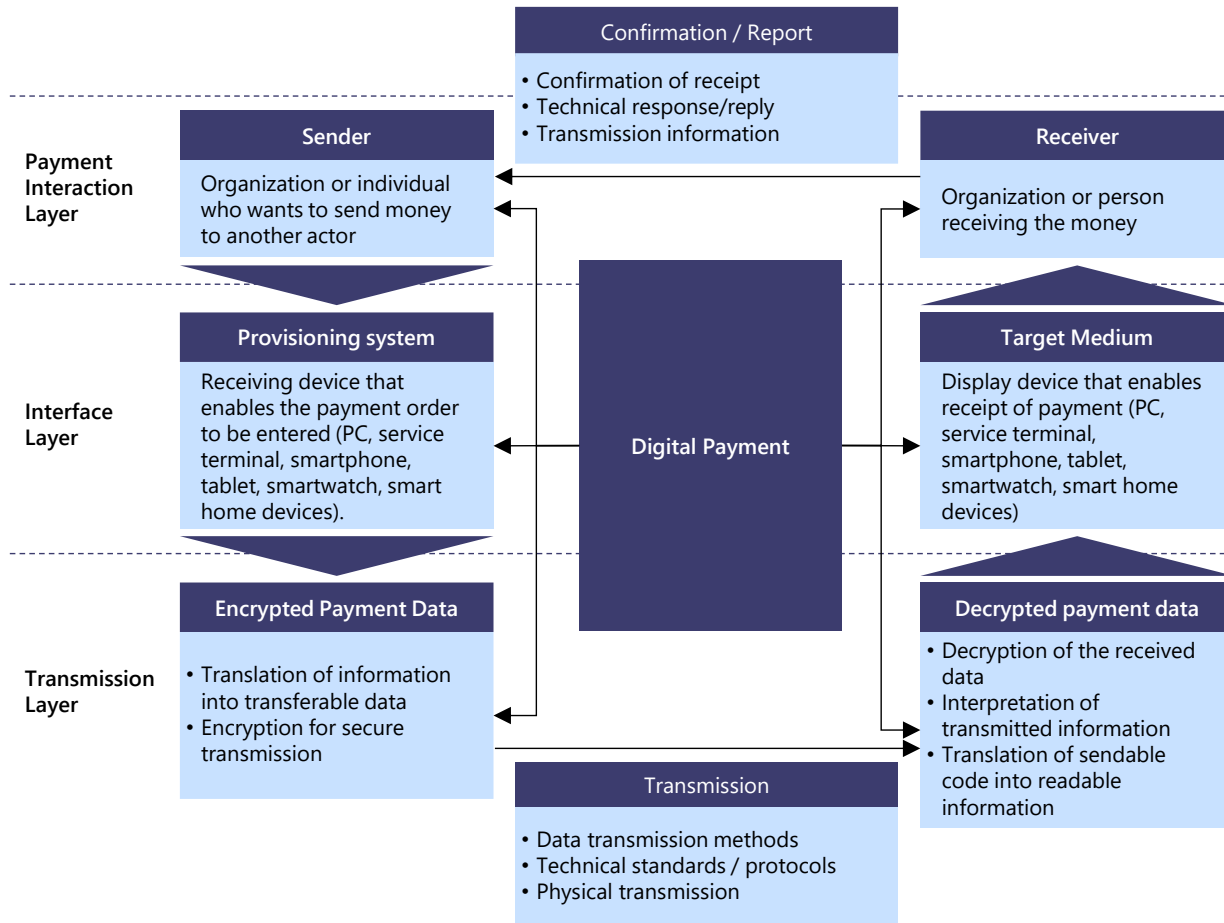 Confirmation / Report
• Confirmation of receipt
• Technical response/reply
• Transmission information
Payment
Interaction
Layer
Sender
Organization or individual
who wants to send money
to another actor
Receiver
Organization or person
receiving the money
Interface
Layer
Provisioning system
Receiving device that
enables the payment order
to be entered (PC, service
terminal, smartphone,
tablet, smartwatch, smart
home devices).
Digital Payment
Target Medium
Display device that enables
receipt of payment (PC,
service terminal,
smartphone, tablet,
smartwatch, smart home
devices)
Transmission
Layer
Encrypted Payment Data
• Translation of information
into transferable data
• Encryption for secure
transmission
Decrypted payment data
• Decryption of the received
data
• Interpretation of
transmitted information
• Translation of sendable
code into readable
information
Transmission
• Data transmission methods
• Technical standards / protocols
• Physical transmission